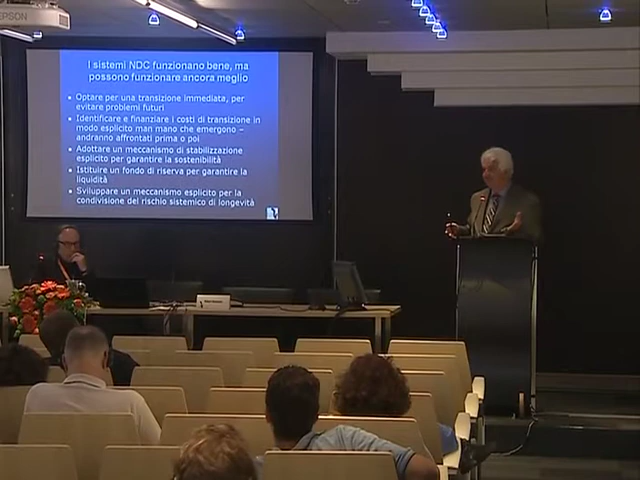 EPSON
I sistemi NDC funzionano bene, ma
possono funzionare ancora meglio
Optare per una transizione immediata, per
evitare problemi futuri
Identificare e finanziare i costi di transizione in
modo esplicito man mano che emergono –
andranno affrontati prima o poi
Adottare un meccanismo di stabilizzazione
esplicito per garantire la sostenibilità
Istituire un fondo di riserva per garantire la
liquidità
Sviluppare un meccanismo esplicito per la
condivisione del rischio sistemico di longevità